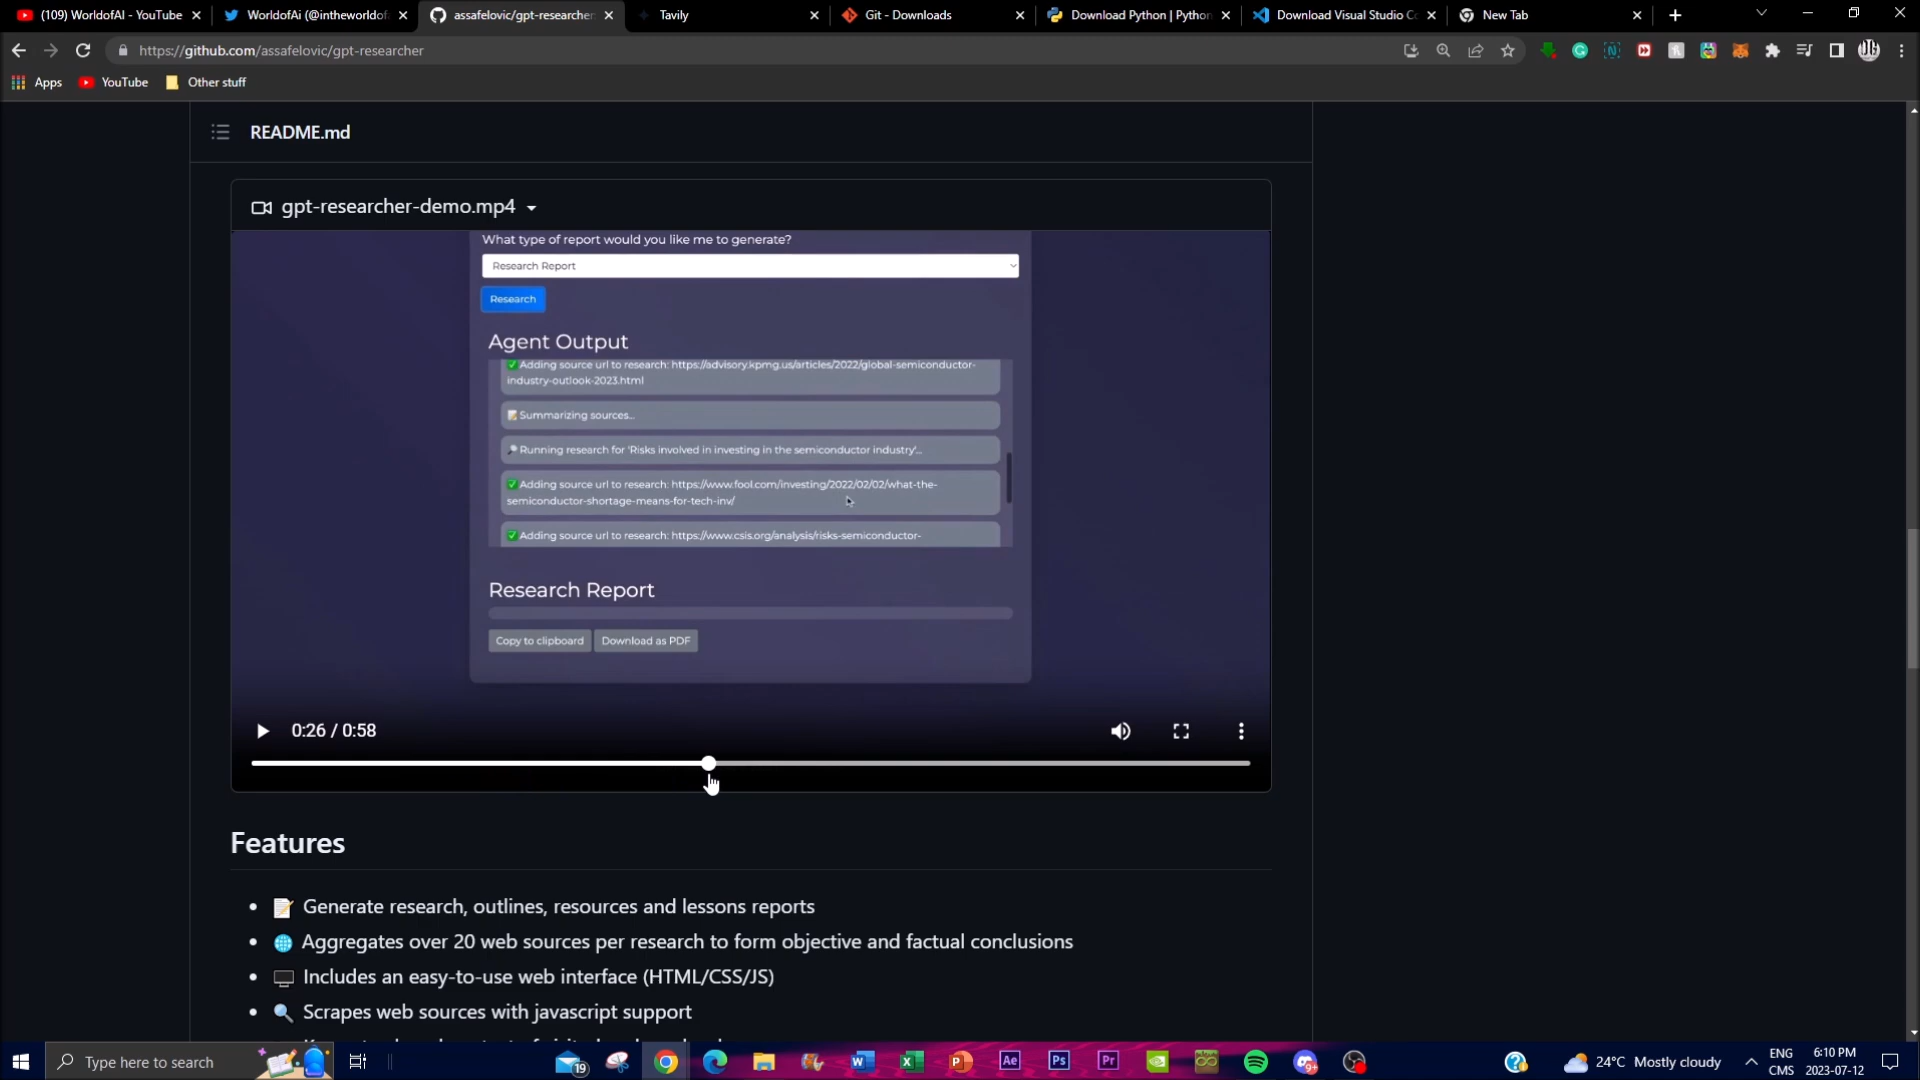 (109) WorldofAI - YouTube
WorldofAi (@intheworldof
assafelovic/gpt-researcher:
Tavily
Git - Downloads
Download Python | Python
Download Visual Studio Co
New Tab
https://github.com/assafelovic/gpt-researcher
Apps
YouTube
Other stuff
README.md
gpt-researcher-demo.mp4
What type of report would you like me to generate?
Research Report
Research
Agent Output
Adding source url to research: https://advisory.kpmg.us/articles/2022/global-semiconductor-
industry-outlook-2023.html
Summarizing sources...
Running research for 'Risks involved in investing in the semiconductor industry'...
Adding source url to research: https://www.fool.com/investing/2022/02/02/what-the-
semiconductor-shortage-means-for-tech-inv/
Adding source url to research: https://www.csis.org/analysis/risks-semiconductor-
Research Report
Copy to clipboard
Download as PDF
0:26 / 0:58
Features
• Generate research, outlines, resources and lessons reports
• Aggregates over 20 web sources per research to form objective and factual conclusions
• Includes an easy-to-use web interface (HTML/CSS/JS)
• Scrapes web sources with javascript support
Type here to search
19
Ae
Ps
Pr
9+
24°C Mostly cloudy
ENG
CMS
6:10 PM
2023-07-12